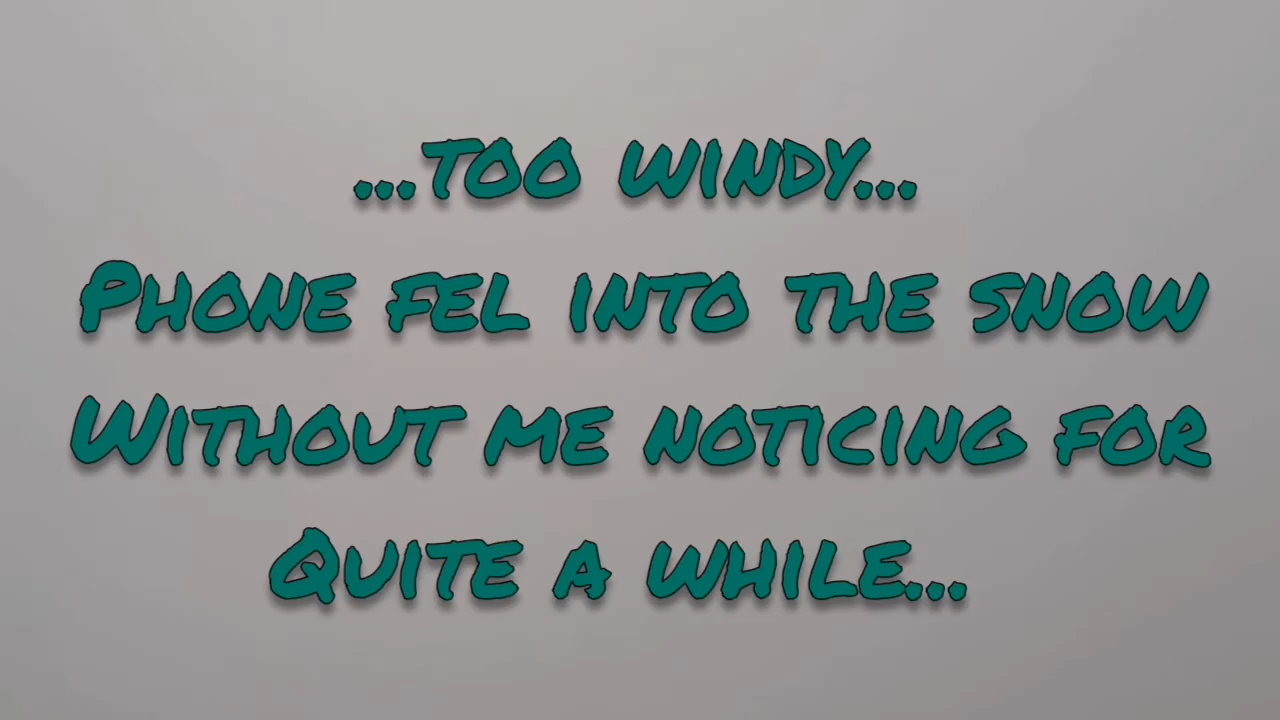 ...too windy...
Phone fel into the snow
Without me noticing for
Quite a while...